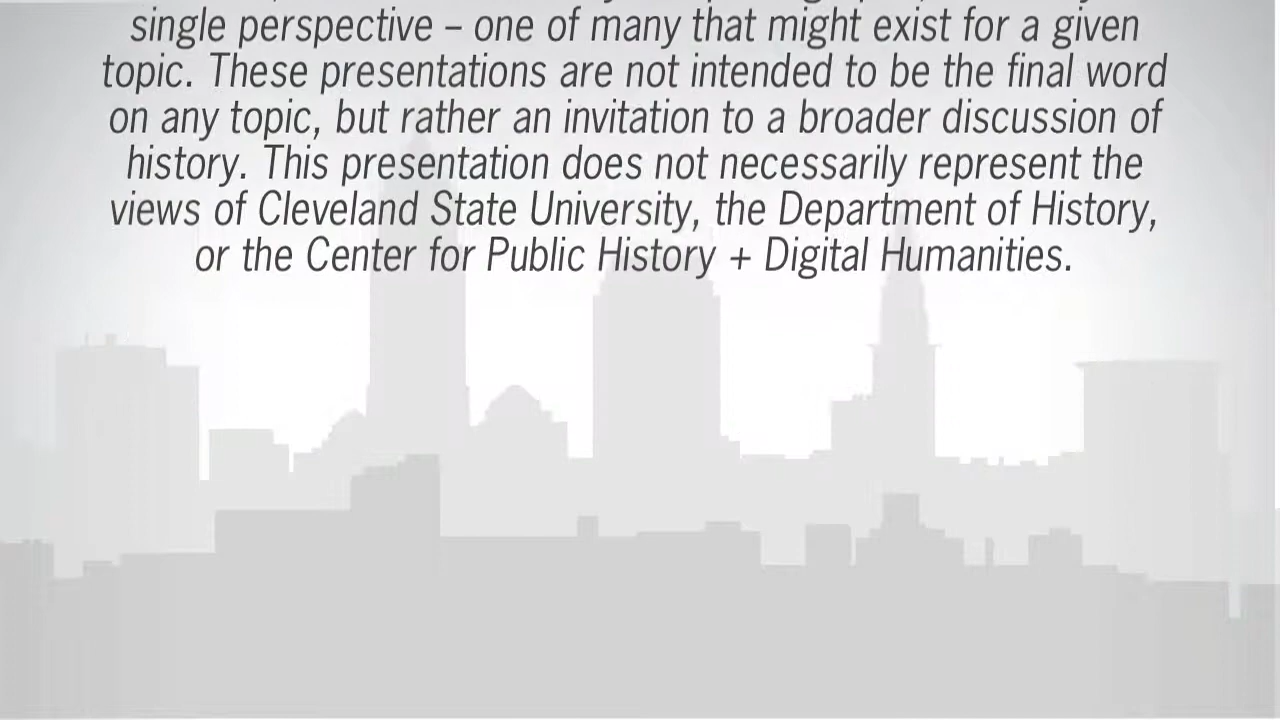 single perspective – one of many that might exist for a given
topic. These presentations are not intended to be the final word
on any topic, but rather an invitation to a broader discussion of
history. This presentation does not necessarily represent the
views of Cleveland State University, the Department of History,
or the Center for Public History + Digital Humanities.